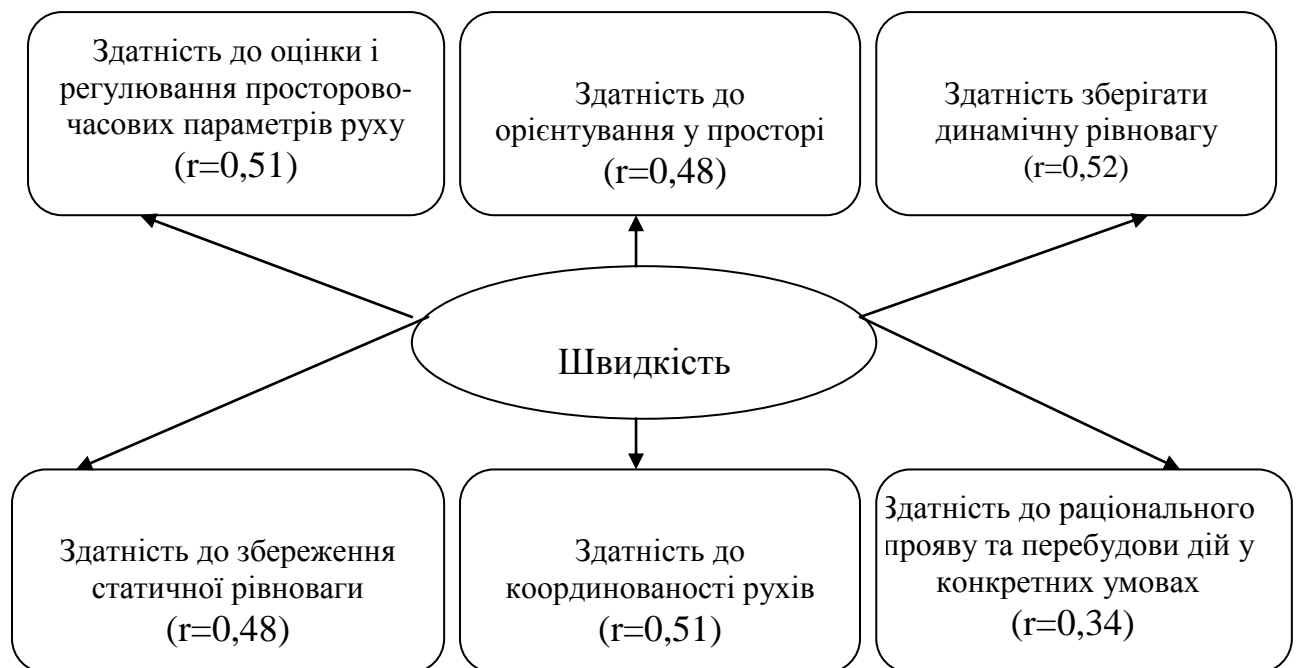 Здатність до оцінки і
регулювання просторово-
часових параметрів руху
(r=0,51)
Здатність до
орієнтування у просторі
(r=0,48)
Здатність зберігати
динамічну рівновагу
(r=0,52)
Швидкість
Здатність до збереження
статичної рівноваги
(r=0,48)
Здатність до
координованості рухів
(r=0,51)
Здатність до раціонального
прояву та перебудови дій у
конкретних умовах
(r=0,34)